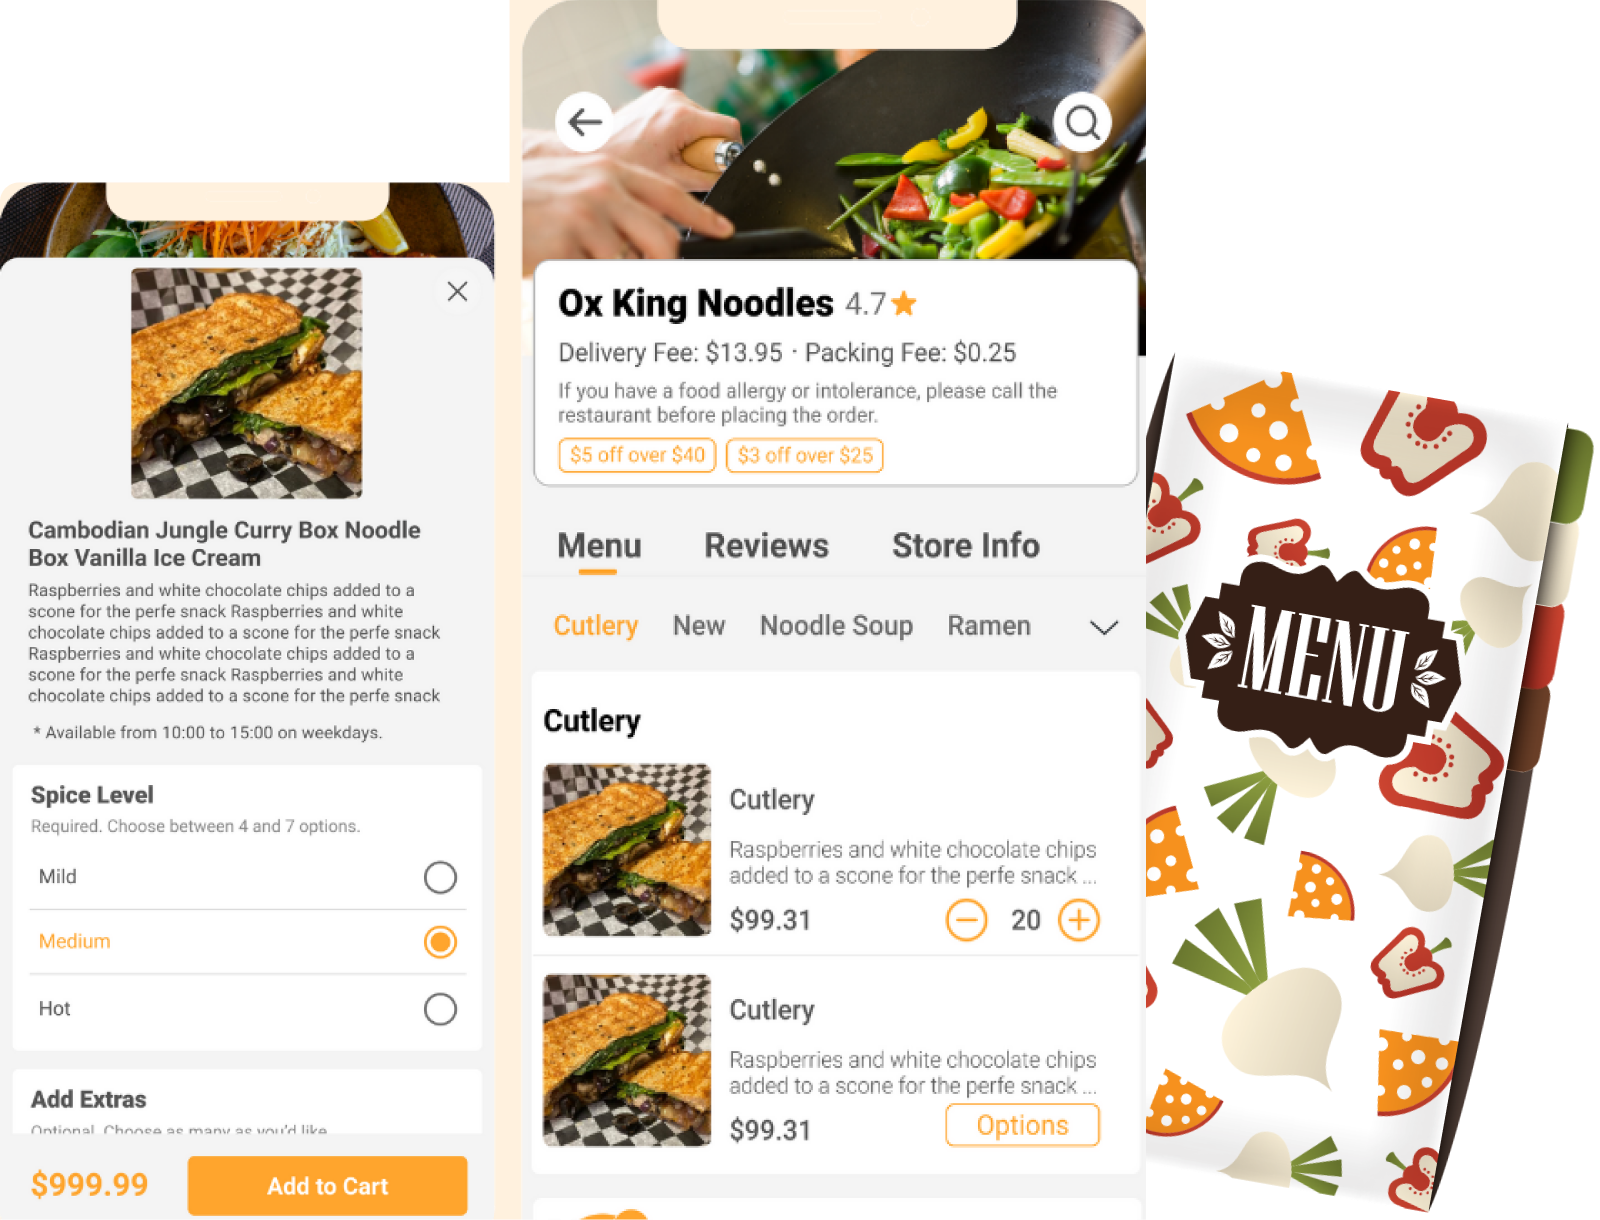 Cambodian Jungle Curry Box Noodle
Box Vanilla Ice Cream
Raspberries and white chocolate chips added to a
scone for the perfe snack Raspberries and white
chocolate chips added to a scone for the perfe snack
Raspberries and white chocolate chips added to a
scone for the perfe snack Raspberries and white
chocolate chips added to a scone for the perfe snack
* Available from 10:00 to 15:00 on weekdays.
Spice Level
Required. Choose between 4 and 7 options.
Mild
Medium
Hot
Add Extras
Optional. Choose as many as you'd like
$999.99
Add to Cart
Ox King Noodles 4.7
Delivery Fee: $13.95 · Packing Fee: $0.25
If you have a food allergy or intolerance, please call the
restaurant before placing the order.
$5 off over $40 $3 off over $25
Menu Reviews Store Info
Cutlery New Noodle Soup Ramen
Cutlery
Cutlery
Raspberries and white chocolate chips
added to a scone for the perfe snack ...
$99.31 20
Cutlery
Raspberries and white chocolate chips
added to a scone for the perfe snack ...
$99.31 Options
MENU